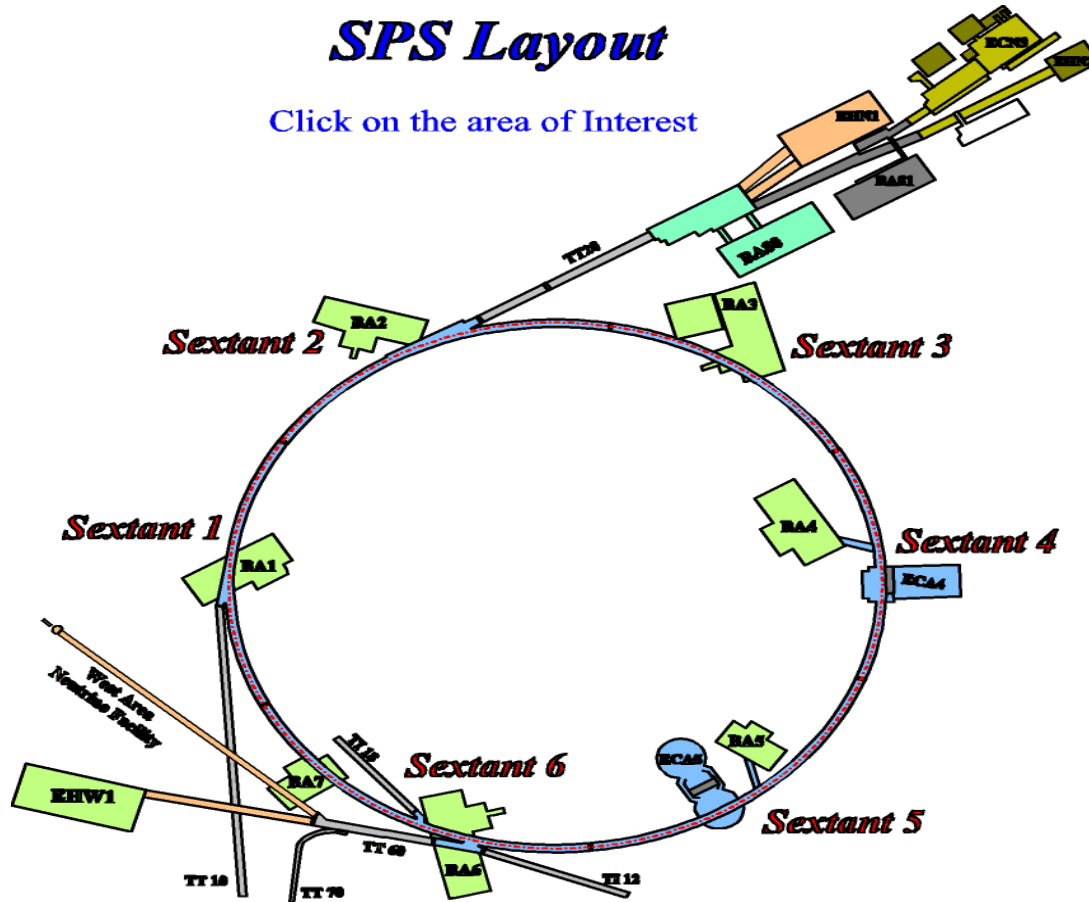 SPS Layout
Click on the area of Interest
ECN3
EHN1
BA81
BA80
TT20
BA2
BA3
Sextant 2
Sextant 3
BA4
Sextant 1
Sextant 4
BA1
ECA4
West Area
Neutrino Facility
TI 18
BA5
ECA5
Sextant 6
BA7
EHW1
Sextant 5
TT 60
BA6
TT 10
TT 70
TI 12